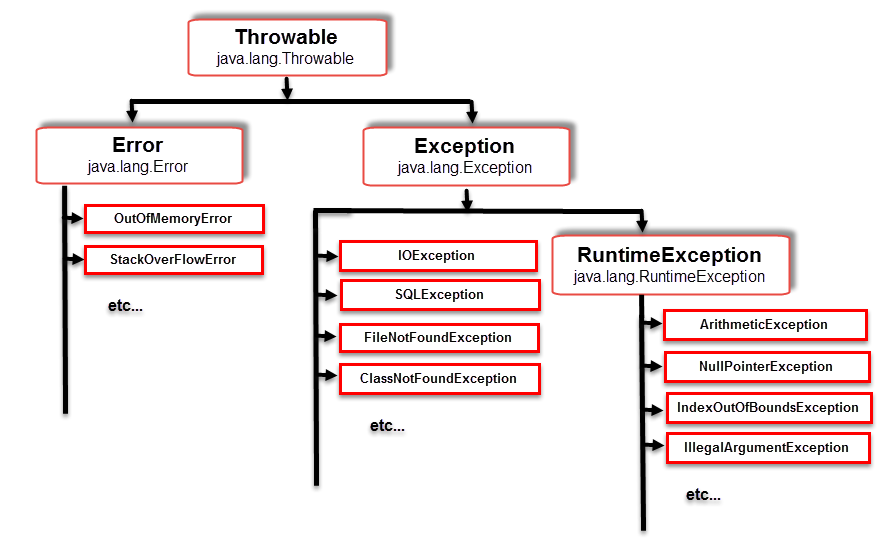 Throwable
java.lang.Throwable
Error
java.lang.Error
OutOfMemoryError
StackOverFlowError
etc...
Exception
java.lang.Exception
IOException
SQLException
FileNotFoundException
ClassNotFoundException
etc...
RuntimeException
java.lang.RuntimeException
ArithmeticException
NullPointerException
IndexOutOfBoundsException
IllegalArgumentException
etc...